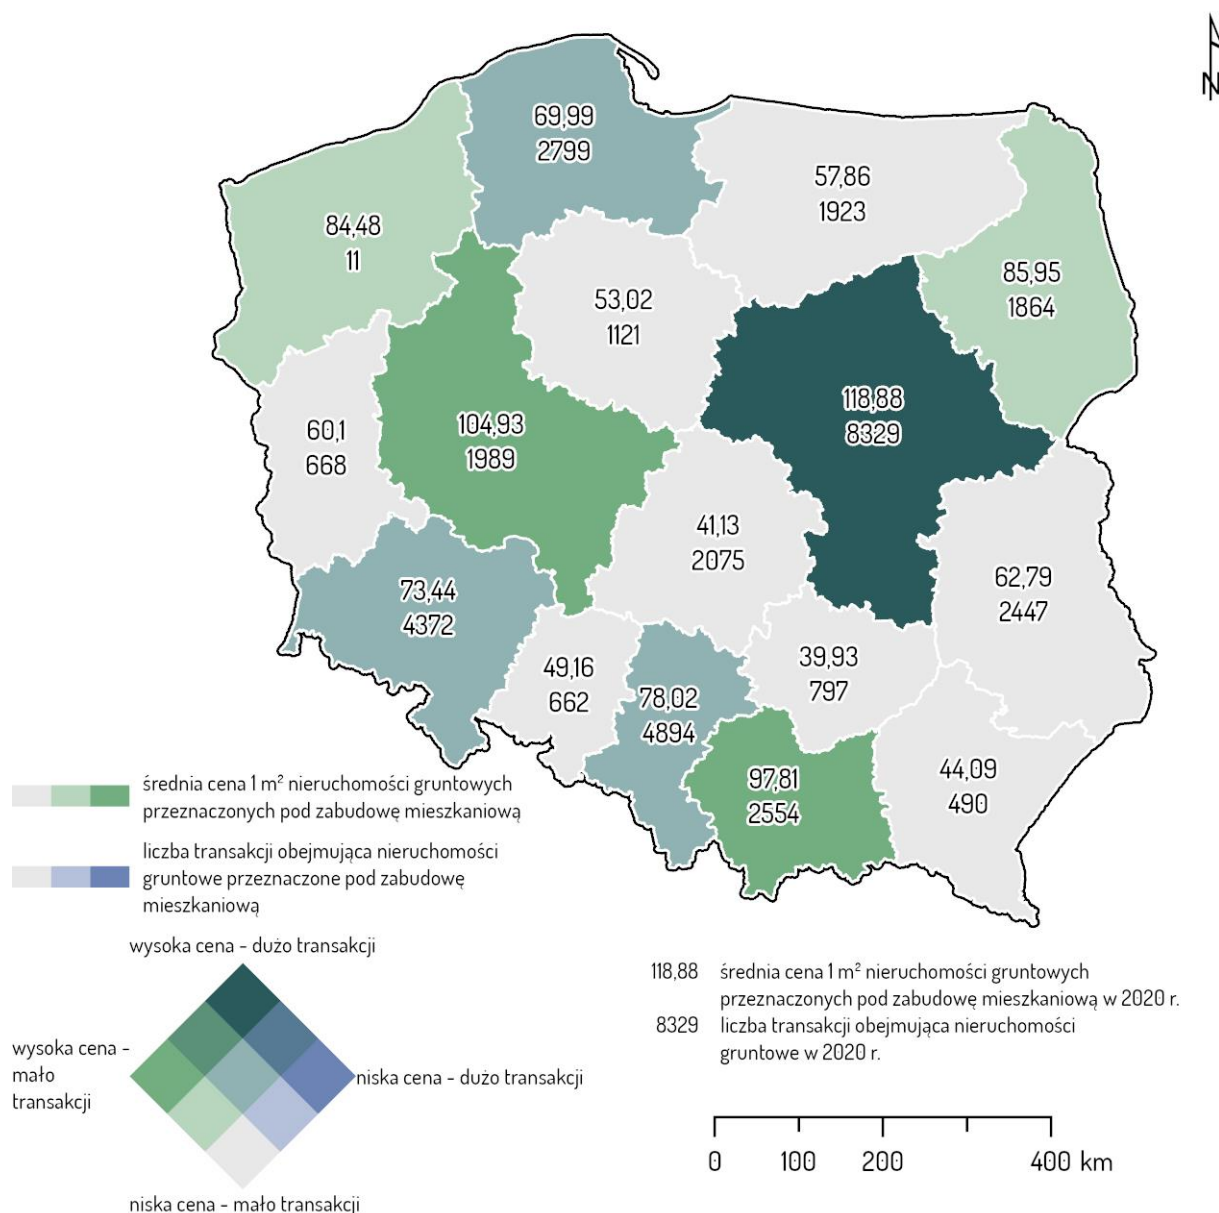 N
69,99
2799
57,86
1923
84,48
11
85,95
1864
53,02
1121
118,88
8329
104,93
1989
60,1
668
41,13
2075
62,79
2447
73,44
4372
39,93
797
49,16
662
78,02
4894
97,81
2554
44,09
490
średnia cena 1 m² nieruchomości gruntowych
przeznaczonych pod zabudowę mieszkaniową
liczba transakcji obejmująca nieruchomości
gruntowe przeznaczone pod zabudowę
mieszkaniową
wysoka cena - dużo transakcji
wysoka cena -
mało
transakcji
niska cena - dużo transakcji
niska cena - mało transakcji
118,88 średnia cena 1 m² nieruchomości gruntowych
przeznaczonych pod zabudowę mieszkaniową w 2020 r.
8329 liczba transakcji obejmująca nieruchomości
gruntowe w 2020 r.
0 100 200 400 km